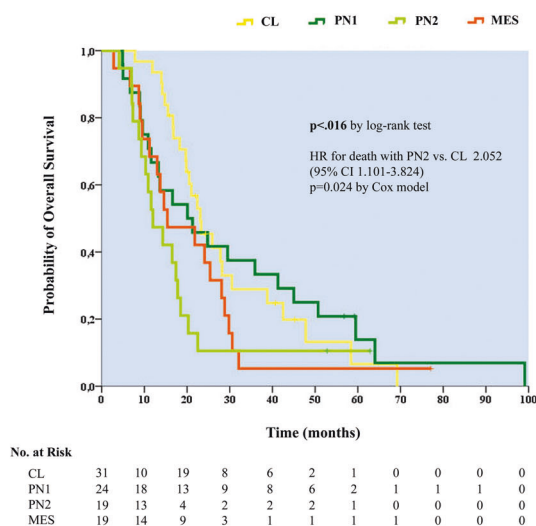 CL PN1 PN2 MES
1,0
0,8
0,6
0,4
0,2
0,0
Probability of Overall Survival
p<.016 by log-rank test
HR for death with PN2 vs. CL 2.052
(95% CI 1.101-3.824)
p=0.024 by Cox model
0 10 20 30 40 50 60 70 80 90 100
Time (months)
No. at Risk
CL 31 10 19 8 6 2 1 0 0 0 0
PN1 24 18 13 9 8 6 2 1 1 1 0
PN2 19 13 4 2 2 2 1 0 0 0 0
MES 19 14 9 3 1 1 1 1 0 0 0